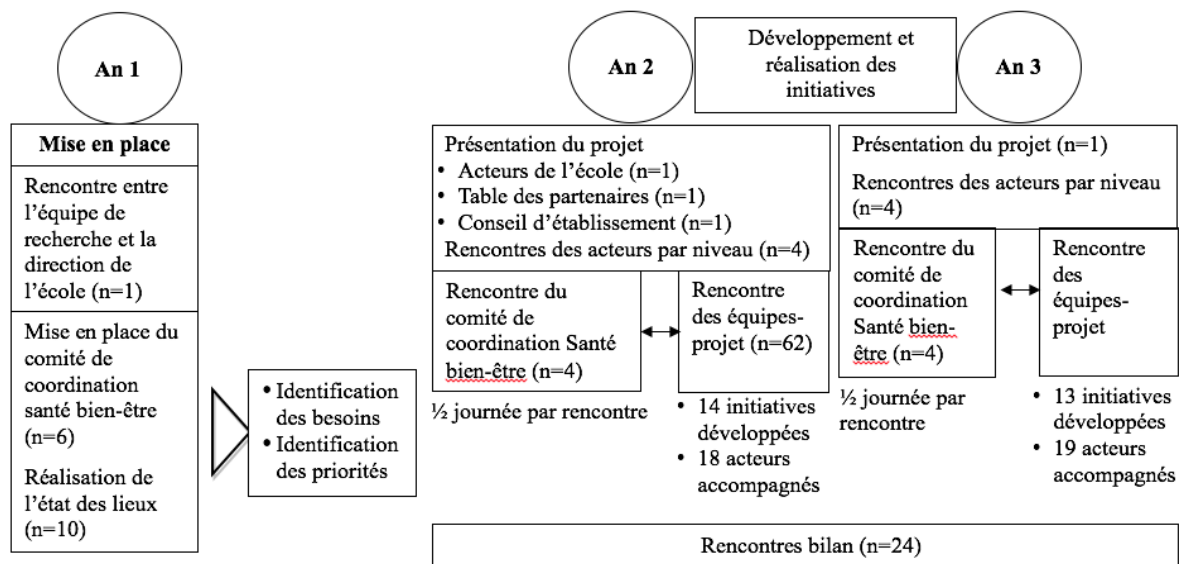 An 1
Mise en place
Rencontre entre
l’équipe de
recherche et la
direction de
l’école (n=1)
Mise en place du
comité de
coordination
santé bien-être
(n=6)
Réalisation de
l’état des lieux
(n=10)
• Identification
des besoins
• Identification
des priorités
An 2
Développement et
réalisation des
initiatives
An 3
Présentation du projet
• Acteurs de l’école (n=1)
• Table des partenaires (n=1)
• Conseil d’établissement (n=1)
Rencontres des acteurs par niveau (n=4)
Rencontre du
comité de
coordination Santé
bien-être (n=4)
½ journée par rencontre
Rencontre
des équipes-
projet (n=62)
• 14 initiatives
développées
• 18 acteurs
accompagnés
Présentation du projet (n=1)
Rencontres des acteurs par niveau
(n=4)
Rencontre du
comité de
coordination
Santé bien-
être (n=4)
½ journée par
rencontre
Rencontre
des
équipes-
projet
• 13 initiatives
développées
• 19 acteurs
accompagnés
Rencontres bilan (n=24)